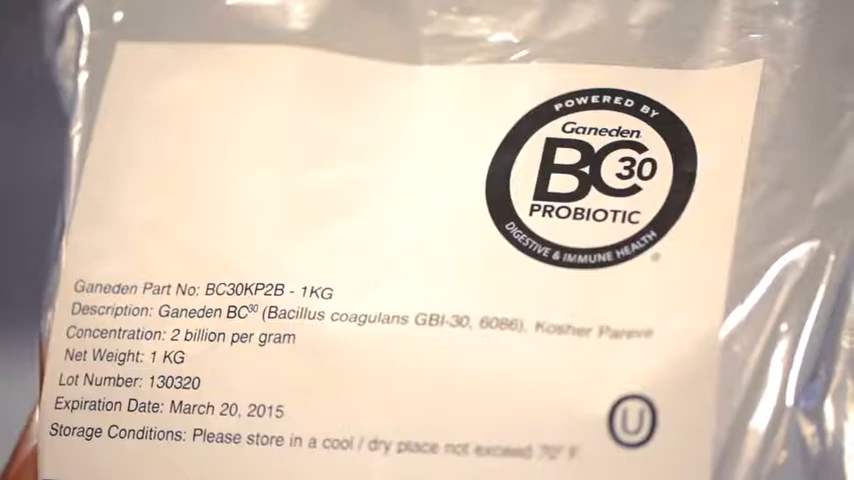 POWERED BY
Ganeden
BC30
PROBIOTIC
DIGESTIVE & IMMUNE HEALTH
Ganeden Part No: BC30KP2B - 1KG
Description: Ganeden BC³⁰ (Bacillus coagulans GBI-30, 6086), Kosher Pareve
Concentration: 2 billion per gram
Net Weight: 1 KG
Lot Number: 130320
Expiration Date: March 20, 2015
Storage Conditions: Please store in a cool / dry place not exceed 70° F
U